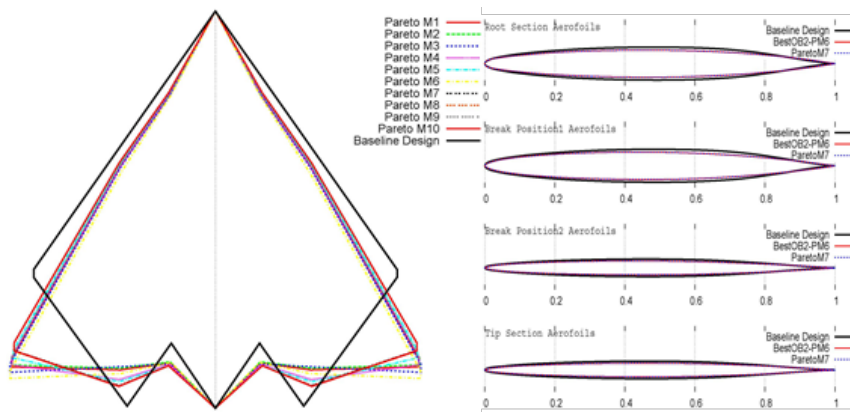 Pareto M1
Pareto M2
Pareto M3
Pareto M4
Pareto M5
Pareto M6
Pareto M7
Pareto M8
Pareto M9
Pareto M10
Baseline Design
Root Section Aerofoils
Baseline Design
BestOB2-PM6
ParetoM7
0 0.2 0.4 0.6 0.8 1
Break Position1 Aerofoils
Baseline Design
BestOB2-PM6
ParetoM7
0 0.2 0.4 0.6 0.8 1
Break Position2 Aerofoils
Baseline Design
BestOB2-PM6
ParetoM7
0 0.2 0.4 0.6 0.8 1
Tip Section Aerofoils
Baseline Design
BestOB2-PM6
ParetoM7
0 0.2 0.4 0.6 0.8 1